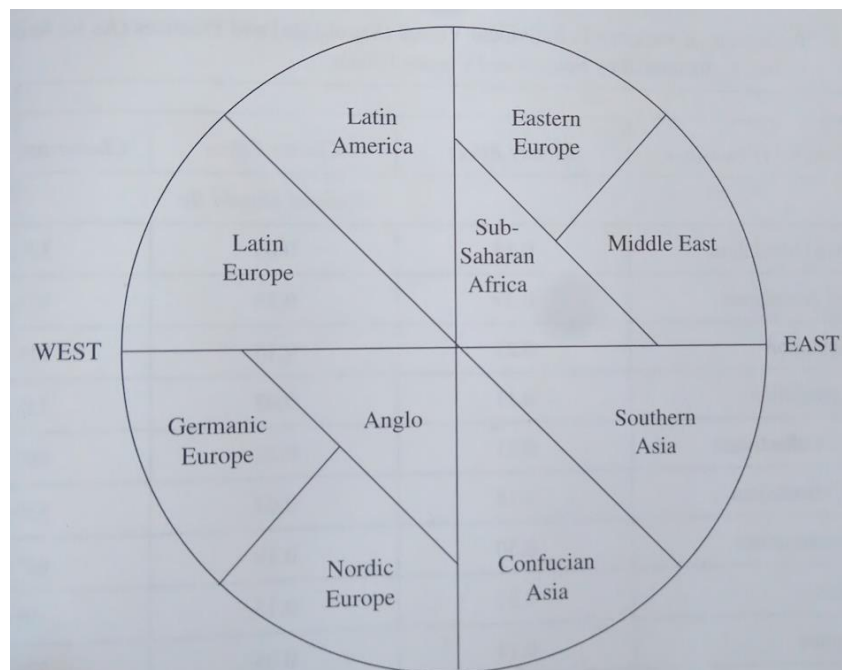 Latin
America
Eastern
Europe
Sub-
Saharan
Africa
Middle East
Latin
Europe
WEST
EAST
Germanic
Europe
Anglo
Southern
Asia
Nordic
Europe
Confucian
Asia